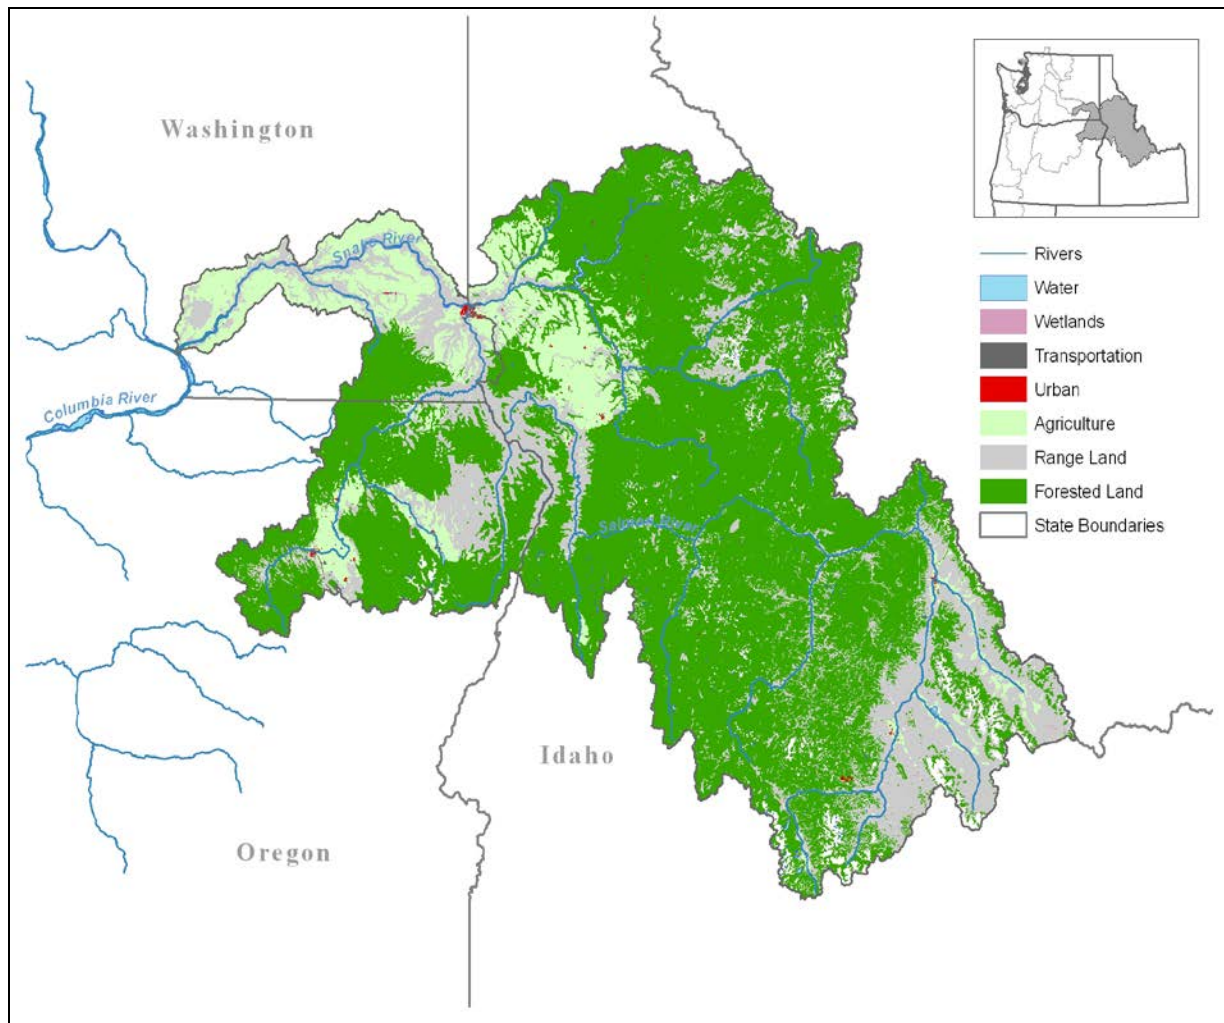 Washington
Snake River
Columbia River
Salmon River
Idaho
Oregon
Rivers
Water
Wetlands
Transportation
Urban
Agriculture
Range Land
Forested Land
State Boundaries